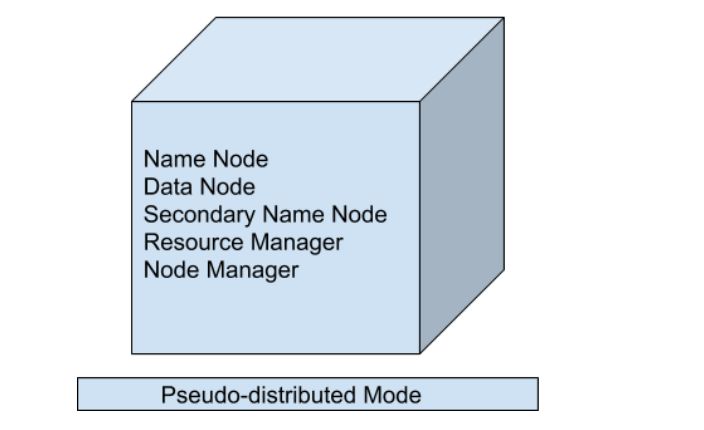 Name Node
Data Node
Secondary Name Node
Resource Manager
Node Manager
Pseudo-distributed Mode